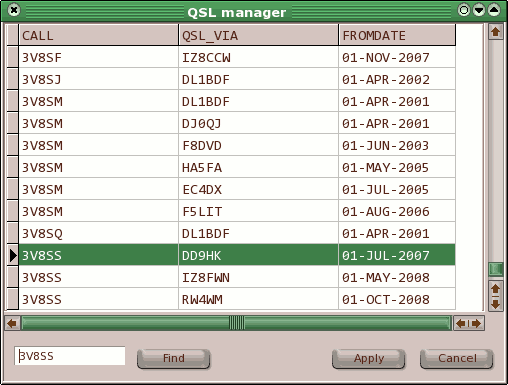 QSL manager
CALL QSL_VIA FROMDATE
3V8SF IZ8CCW 01-NOV-2007
3V8SJ DL1BDF 01-APR-2002
3V8SM DL1BDF 01-APR-2001
3V8SM DJ0QJ 01-APR-2001
3V8SM F8DVD 01-JUN-2003
3V8SM HA5FA 01-MAY-2005
3V8SM EC4DX 01-JUL-2005
3V8SM F5LIT 01-AUG-2006
3V8SQ DL1BDF 01-APR-2001
3V8SS DD9HK 01-JUL-2007
3V8SS IZ8FWN 01-MAY-2008
3V8SS RW4WM 01-OCT-2008
3V8SS Find Apply Cancel